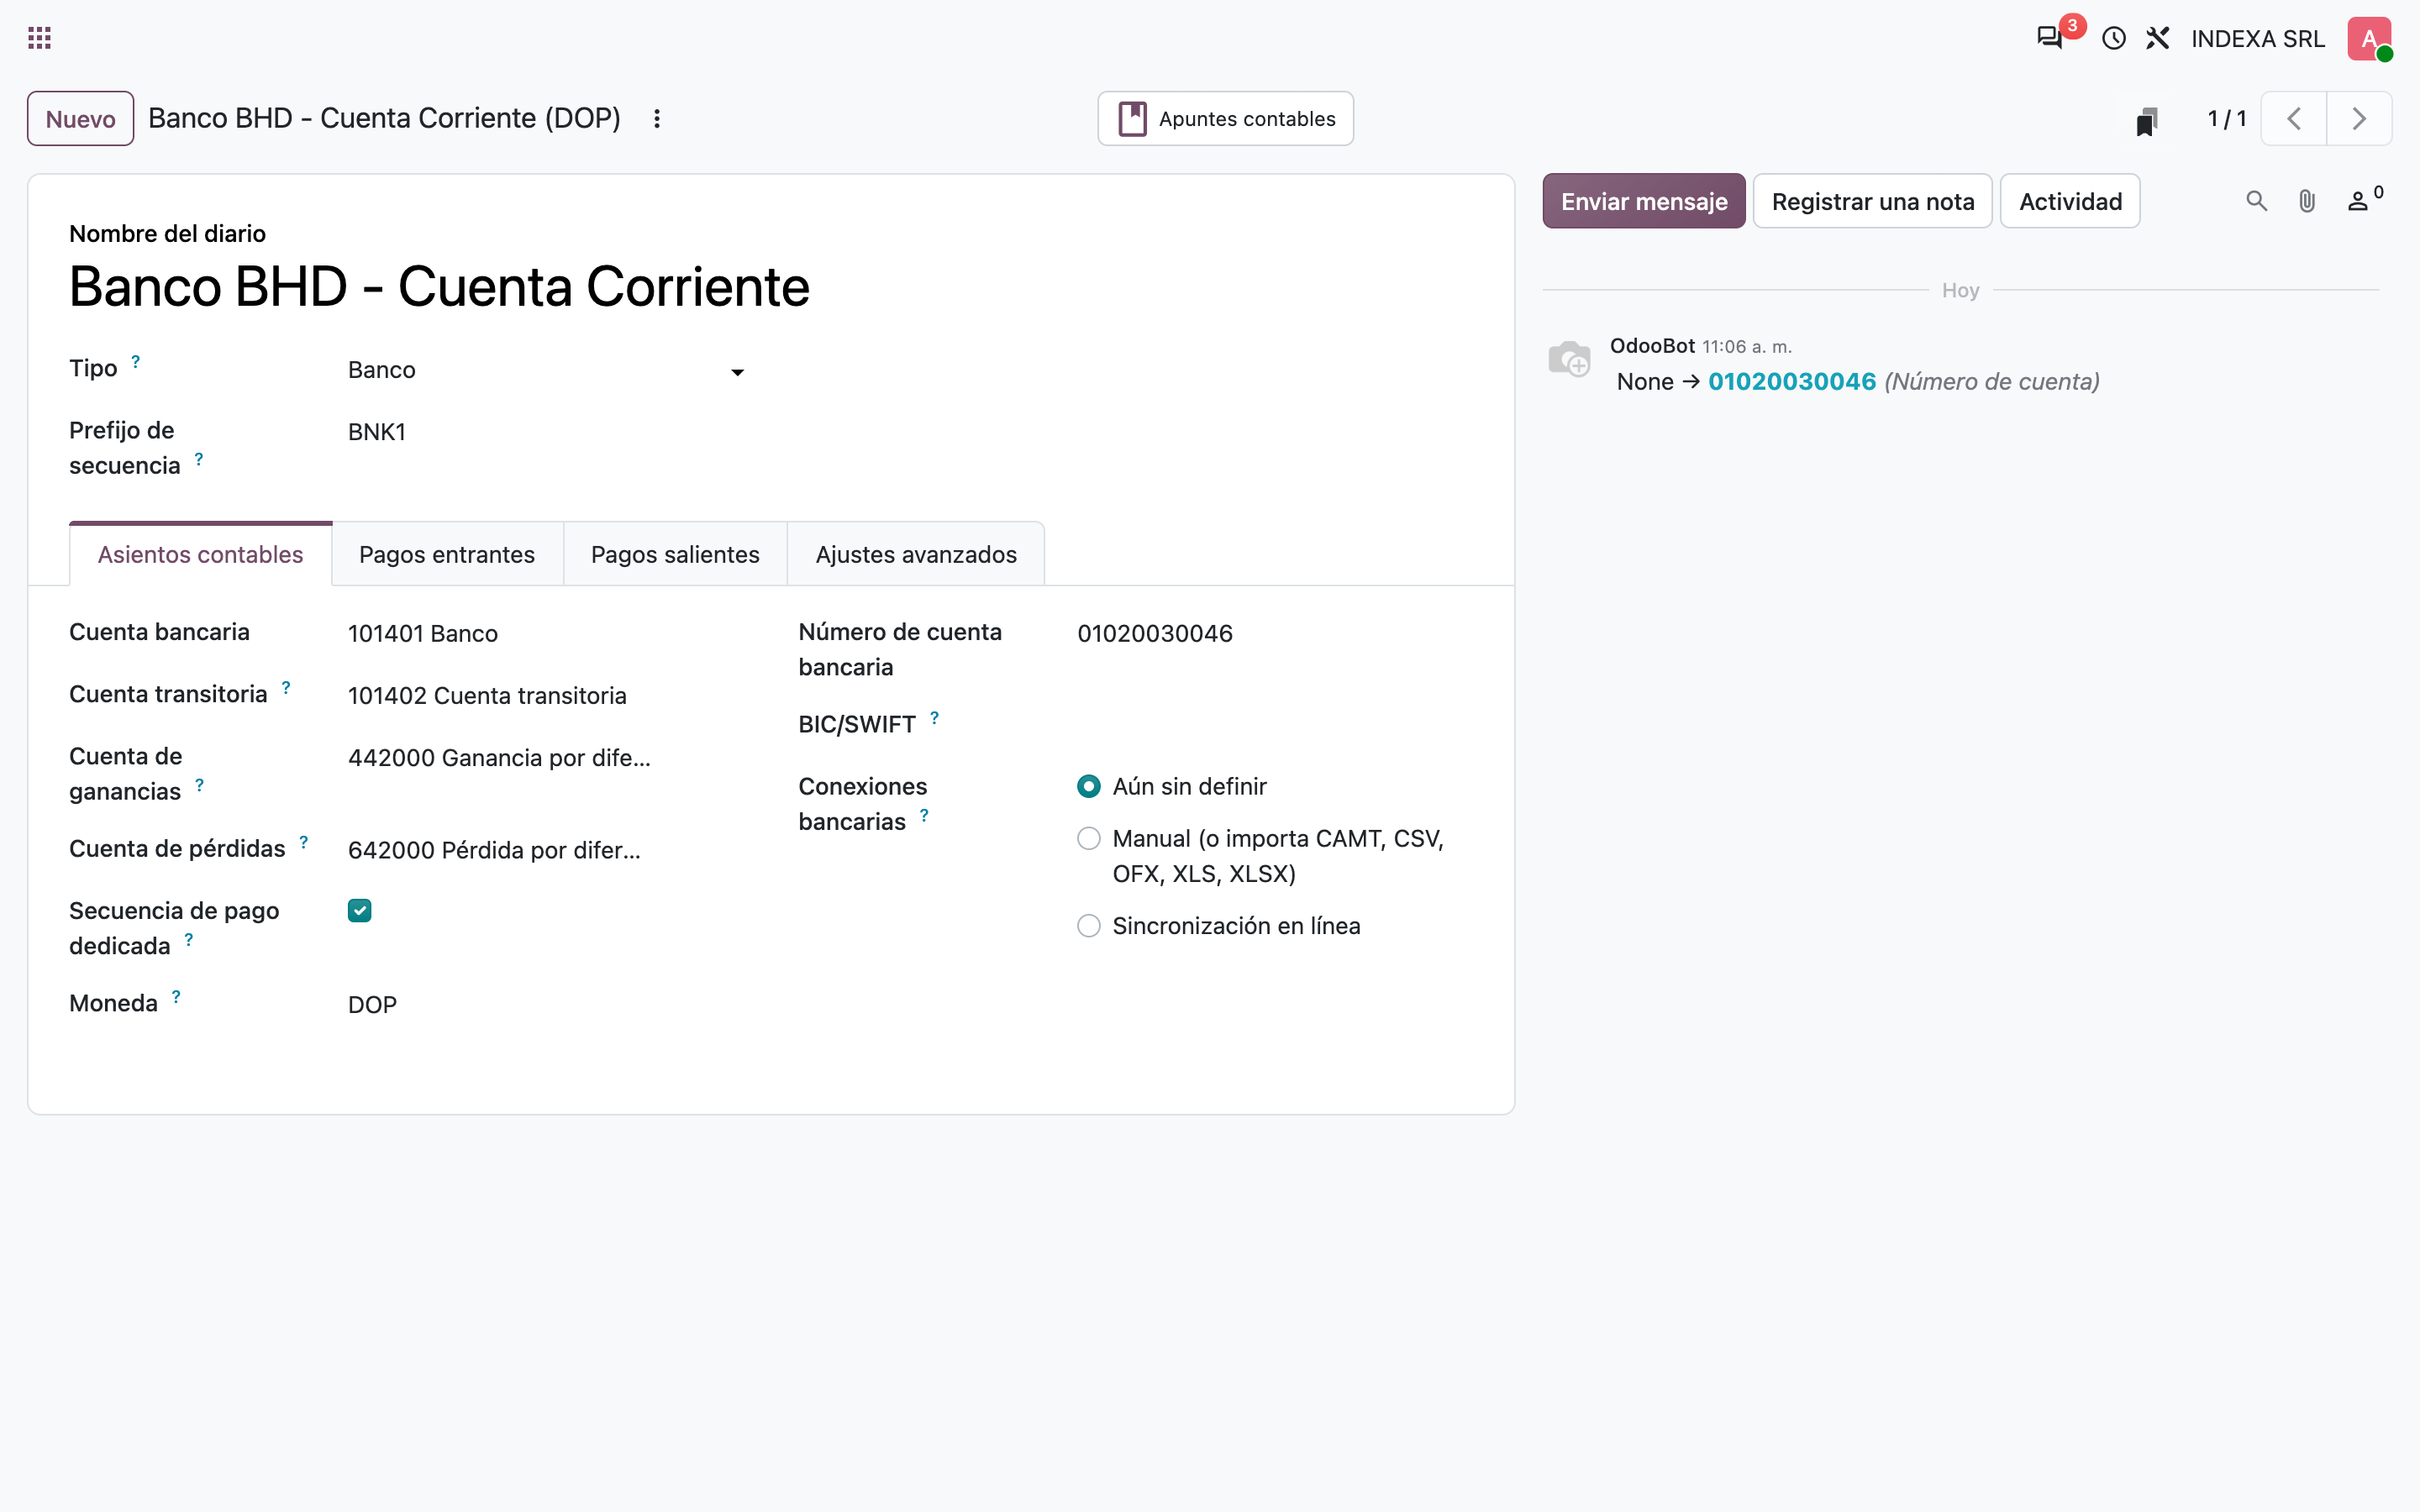 3
INDEXA SRL
A
Nuevo
Banco BHD - Cuenta Corriente (DOP)
Apuntes contables
1 / 1
Enviar mensaje
Registrar una nota
Actividad
0
Nombre del diario
Banco BHD - Cuenta Corriente
Tipo ?
Banco
Prefijo de
secuencia ?
BNK1
Asientos contables
Pagos entrantes
Pagos salientes
Ajustes avanzados
Cuenta bancaria
101401 Banco
Cuenta transitoria ?
101402 Cuenta transitoria
Cuenta de
ganancias ?
442000 Ganancia por dife...
Cuenta de pérdidas ?
642000 Pérdida por difer...
Secuencia de pago
dedicada ?
Moneda ?
DOP
Número de cuenta
bancaria
01020030046
BIC/SWIFT ?
Conexiones
bancarias ?
Aún sin definir
Manual (o importa CAMT, CSV,
OFX, XLS, XLSX)
Sincronización en línea
Hoy
OdooBot 11:06 a. m.
None → 01020030046 (Número de cuenta)